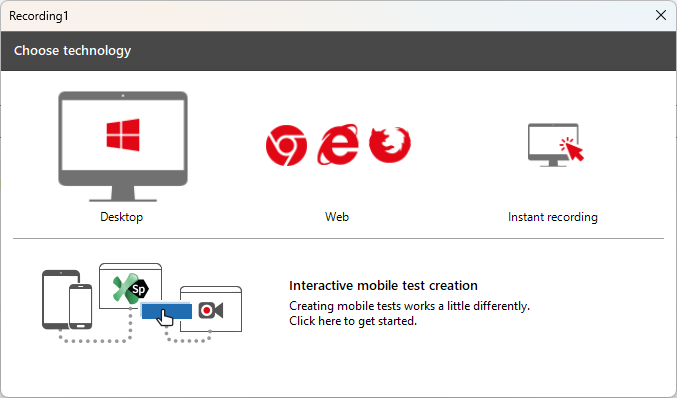 Recording1
Choose technology
Desktop
Web
Instant recording
Sp
Interactive mobile test creation
Creating mobile tests works a little differently.
Click here to get started.